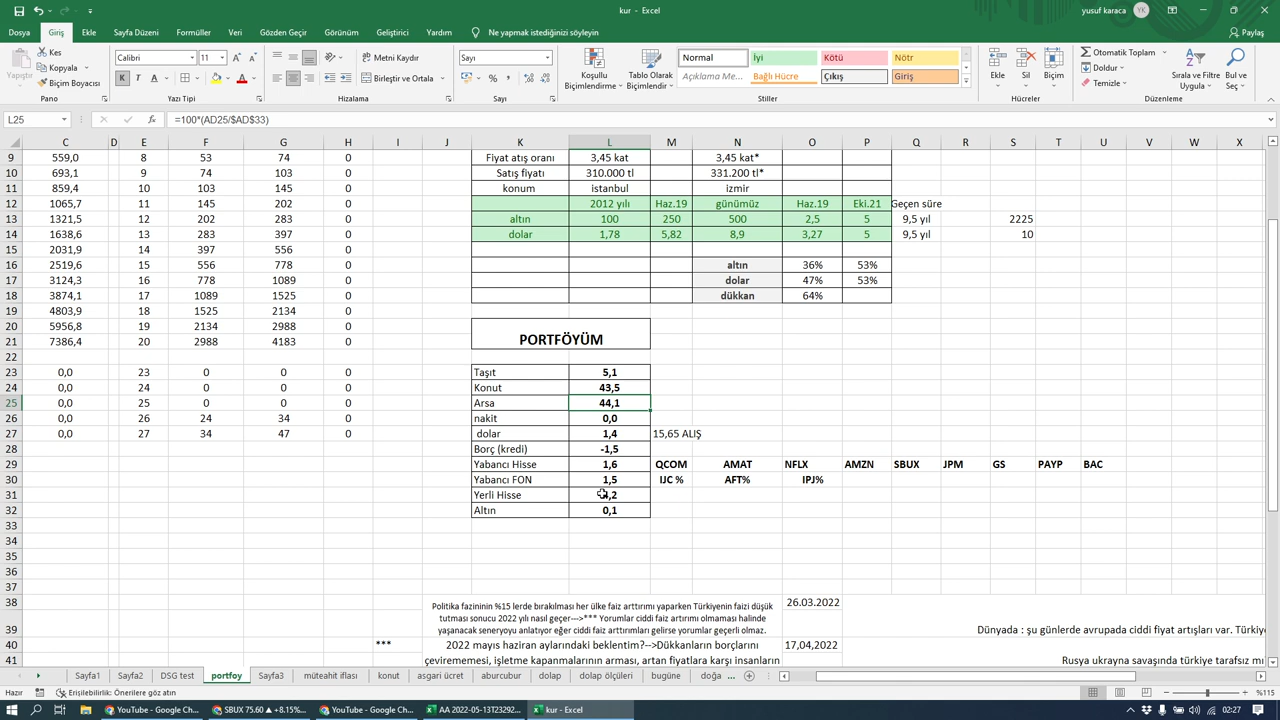 kur - Excel
yusuf karaca YK
Dosya Giriş Ekle Sayfa Düzeni Formüller Veri Gözden Geçir Görünüm Geliştirici Yardım Ne yapmak istediğinizi söyleyin Paylaş
Yapıştır Kes Kopyala Biçim Boyacısı Pano
Calibri 11 K T A Yazı Tipi
Metni Kaydır Birleştir ve Ortala Hizalama
Sayı % Sayı
Koşullu Biçimlendirme Tablo Olarak Biçimlendir
Normal İyi Kötü Nötr
Açıklama Me... Bağlı Hücre Çıkış Giriş Stiller
Ekle Sil Biçim Hücreler
Otomatik Toplam Doldur Temizle Sırala ve Filtre Uygula Bul ve Seç Düzenleme
L25 fx =100*(AD25/$AD$33)
C D E F G H I J K L M N O P Q R S T U V W X
9 559,0 8 53 74 0 Fiyat atış oranı 3,45 kat 3,45 kat*
10 693,1 9 74 103 0 Satış fiyatı 310.000 tl 331.200 tl*
11 859,4 10 103 145 0 konum istanbul izmir
12 1065,7 11 145 202 0 2012 yılı Haz.19 günümüz Haz.19 Eki.21 Geçen süre
13 1321,5 12 202 283 0 altın 100 250 500 2,5 5 9,5 yıl 2225
14 1638,6 13 283 397 0 dolar 1,78 5,82 8,9 3,27 5 9,5 yıl 10
15 2031,9 14 397 556 0
16 2519,6 15 556 778 0 altın 36% 53%
17 3124,3 16 778 1089 0 dolar 47% 53%
18 3874,1 17 1089 1525 0 dükkan 64%
19 4803,9 18 1525 2134 0
20 5956,8 19 2134 2988 0
PORTFÖYÜM
21 7386,4 20 2988 4183 0
22
23 0,0 23 0 0 0 Taşıt 5,1
24 0,0 24 0 0 0 Konut 43,5
25 0,0 25 0 0 0 Arsa 44,1
26 0,0 26 24 34 0 nakit 0,0
27 0,0 27 34 47 0 dolar 1,4 15,65 ALIŞ
28 Borç (kredi) -1,5
29 Yabancı Hisse 1,6 QCOM AMAT NFLX AMZN SBUX JPM GS PAYP BAC
30 Yabancı FON 1,5 IJC % AFT% IPJ%
31 Yerli Hisse ,2
32 Altın 0,1
33
34
35
36
37
38 26.03.2022
Politika fazininin %15 lerde bırakılması her ülke faiz arttırımı yaparken Türkiyenin faizi düşük
tutması sonucu 2022 yılı nasıl geçer--->*** Yorumlar ciddi faiz artımı olmaması halinde
39 yaşanacak seneryoyu anlatıyor eğer ciddi faiz arttırımları gelirse yorumlar geçerli olmaz. Dünyada : şu günlerde avrupada ciddi fiyat artışları var. Türkiye
40 *** 2022 mayıs haziran aylarındaki beklentim?-->Dükkanların borçlarını 17,04,2022
41 çevirememesi, işletme kapanmalarının artması, artan fiyatlara karşı insanların Rusya ukrayna savaşında türkiye tarafsız
Sayfa1 Sayfa2 DSG test portfoy Sayfa3 müteahit iflası konut asgari ücret aburcubur dolap dolap ölçüleri bugüne doğa ...
Hazır Erişilebilirlik: Önerilere göz atın %115
YouTube - Google Ch... SBUX 75.60 ▲ +8.15%... YouTube - Google Ch... AA 2022-05-13T23292... kur - Excel 02:27